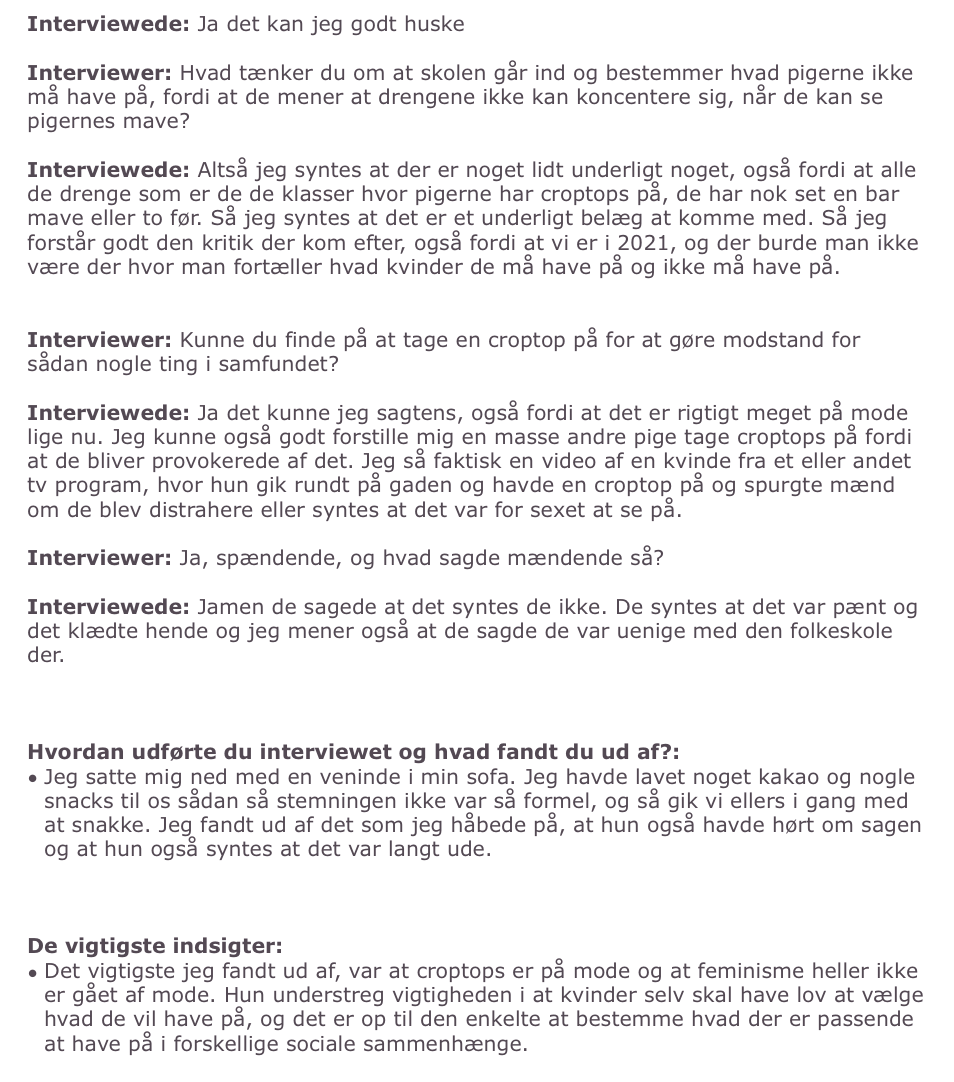 Interviewede: Ja det kan jeg godt huske
Interviewer: Hvad tænker du om at skolen går ind og bestemmer hvad pigerne ikke
må have på, fordi at de mener at drengene ikke kan koncentere sig, når de kan se
pigernes mave?
Interviewede: Altså jeg syntes at der er noget lidt underligt noget, også fordi at alle
de drenge som er de de klasser hvor pigerne har croptops på, de har nok set en bar
mave eller to før. Så jeg syntes at det er et underligt belæg at komme med. Så jeg
forstår godt den kritik der kom efter, også fordi at vi er i 2021, og der burde man ikke
være der hvor man fortæller hvad kvinder de må have på og ikke må have på.
Interviewer: Kunne du finde på at tage en croptop på for at gøre modstand for
sådan nogle ting i samfundet?
Interviewede: Ja det kunne jeg sagtens, også fordi at det er rigtigt meget på mode
lige nu. Jeg kunne også godt forstille mig en masse andre pige tage croptops på fordi
at de bliver provokerede af det. Jeg så faktisk en video af en kvinde fra et eller andet
tv program, hvor hun gik rundt på gaden og havde en croptop på og spurgte mænd
om de blev distrahere eller syntes at det var for sexet at se på.
Interviewer: Ja, spændende, og hvad sagde mændende så?
Interviewede: Jamen de sagede at det syntes de ikke. De syntes at det var pænt og
det klædte hende og jeg mener også at de sagde de var uenige med den folkeskole
der.
Hvordan udførte du interviewet og hvad fandt du ud af?:
• Jeg satte mig ned med en veninde i min sofa. Jeg havde lavet noget kakao og nogle
snacks til os sådan så stemningen ikke var så formel, og så gik vi ellers i gang med
at snakke. Jeg fandt ud af det som jeg håbede på, at hun også havde hørt om sagen
og at hun også syntes at det var langt ude.
De vigtigste indsigter:
• Det vigtigste jeg fandt ud af, var at croptops er på mode og at feminisme heller ikke
er gået af mode. Hun understreg vigtigheden i at kvinder selv skal have lov at vælge
hvad de vil have på, og det er op til den enkelte at bestemme hvad der er passende
at have på i forskellige sociale sammenhænge.